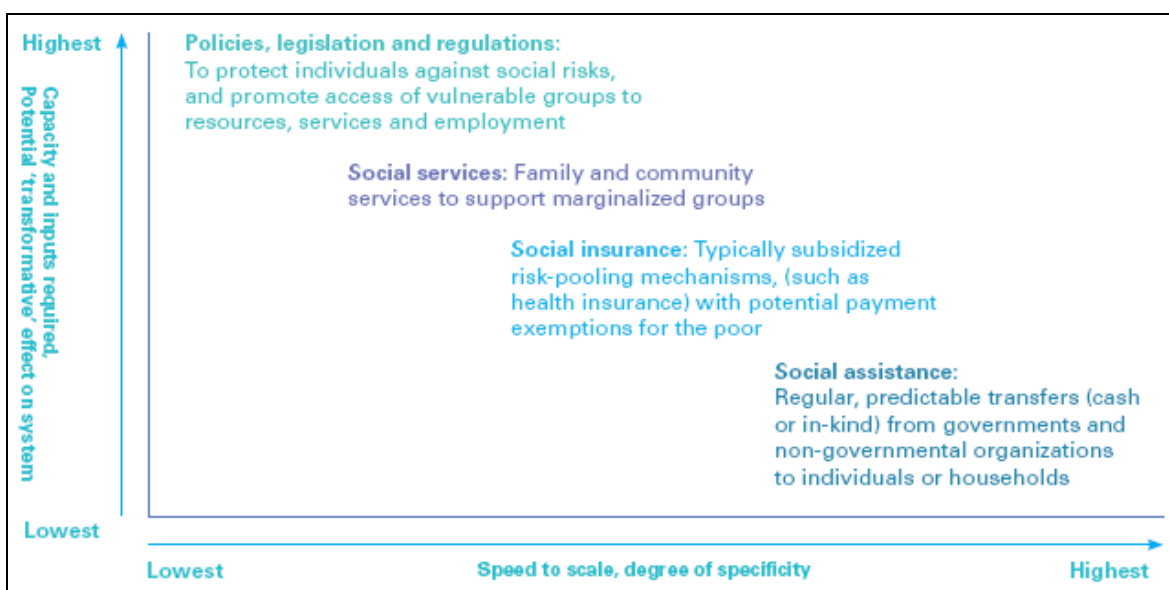 Highest
Policies, legislation and regulations:
To protect individuals against social risks,
and promote access of vulnerable groups to
resources, services and employment
Capacity and inputs required,
Potential 'transformative' effect on system
Social services: Family and community
services to support marginalized groups
Social insurance: Typically subsidized
risk-pooling mechanisms, (such as
health insurance) with potential payment
exemptions for the poor
Social assistance:
Regular, predictable transfers (cash
or in-kind) from governments and
non-governmental organizations
to individuals or households
Lowest
Lowest
Speed to scale, degree of specificity
Highest